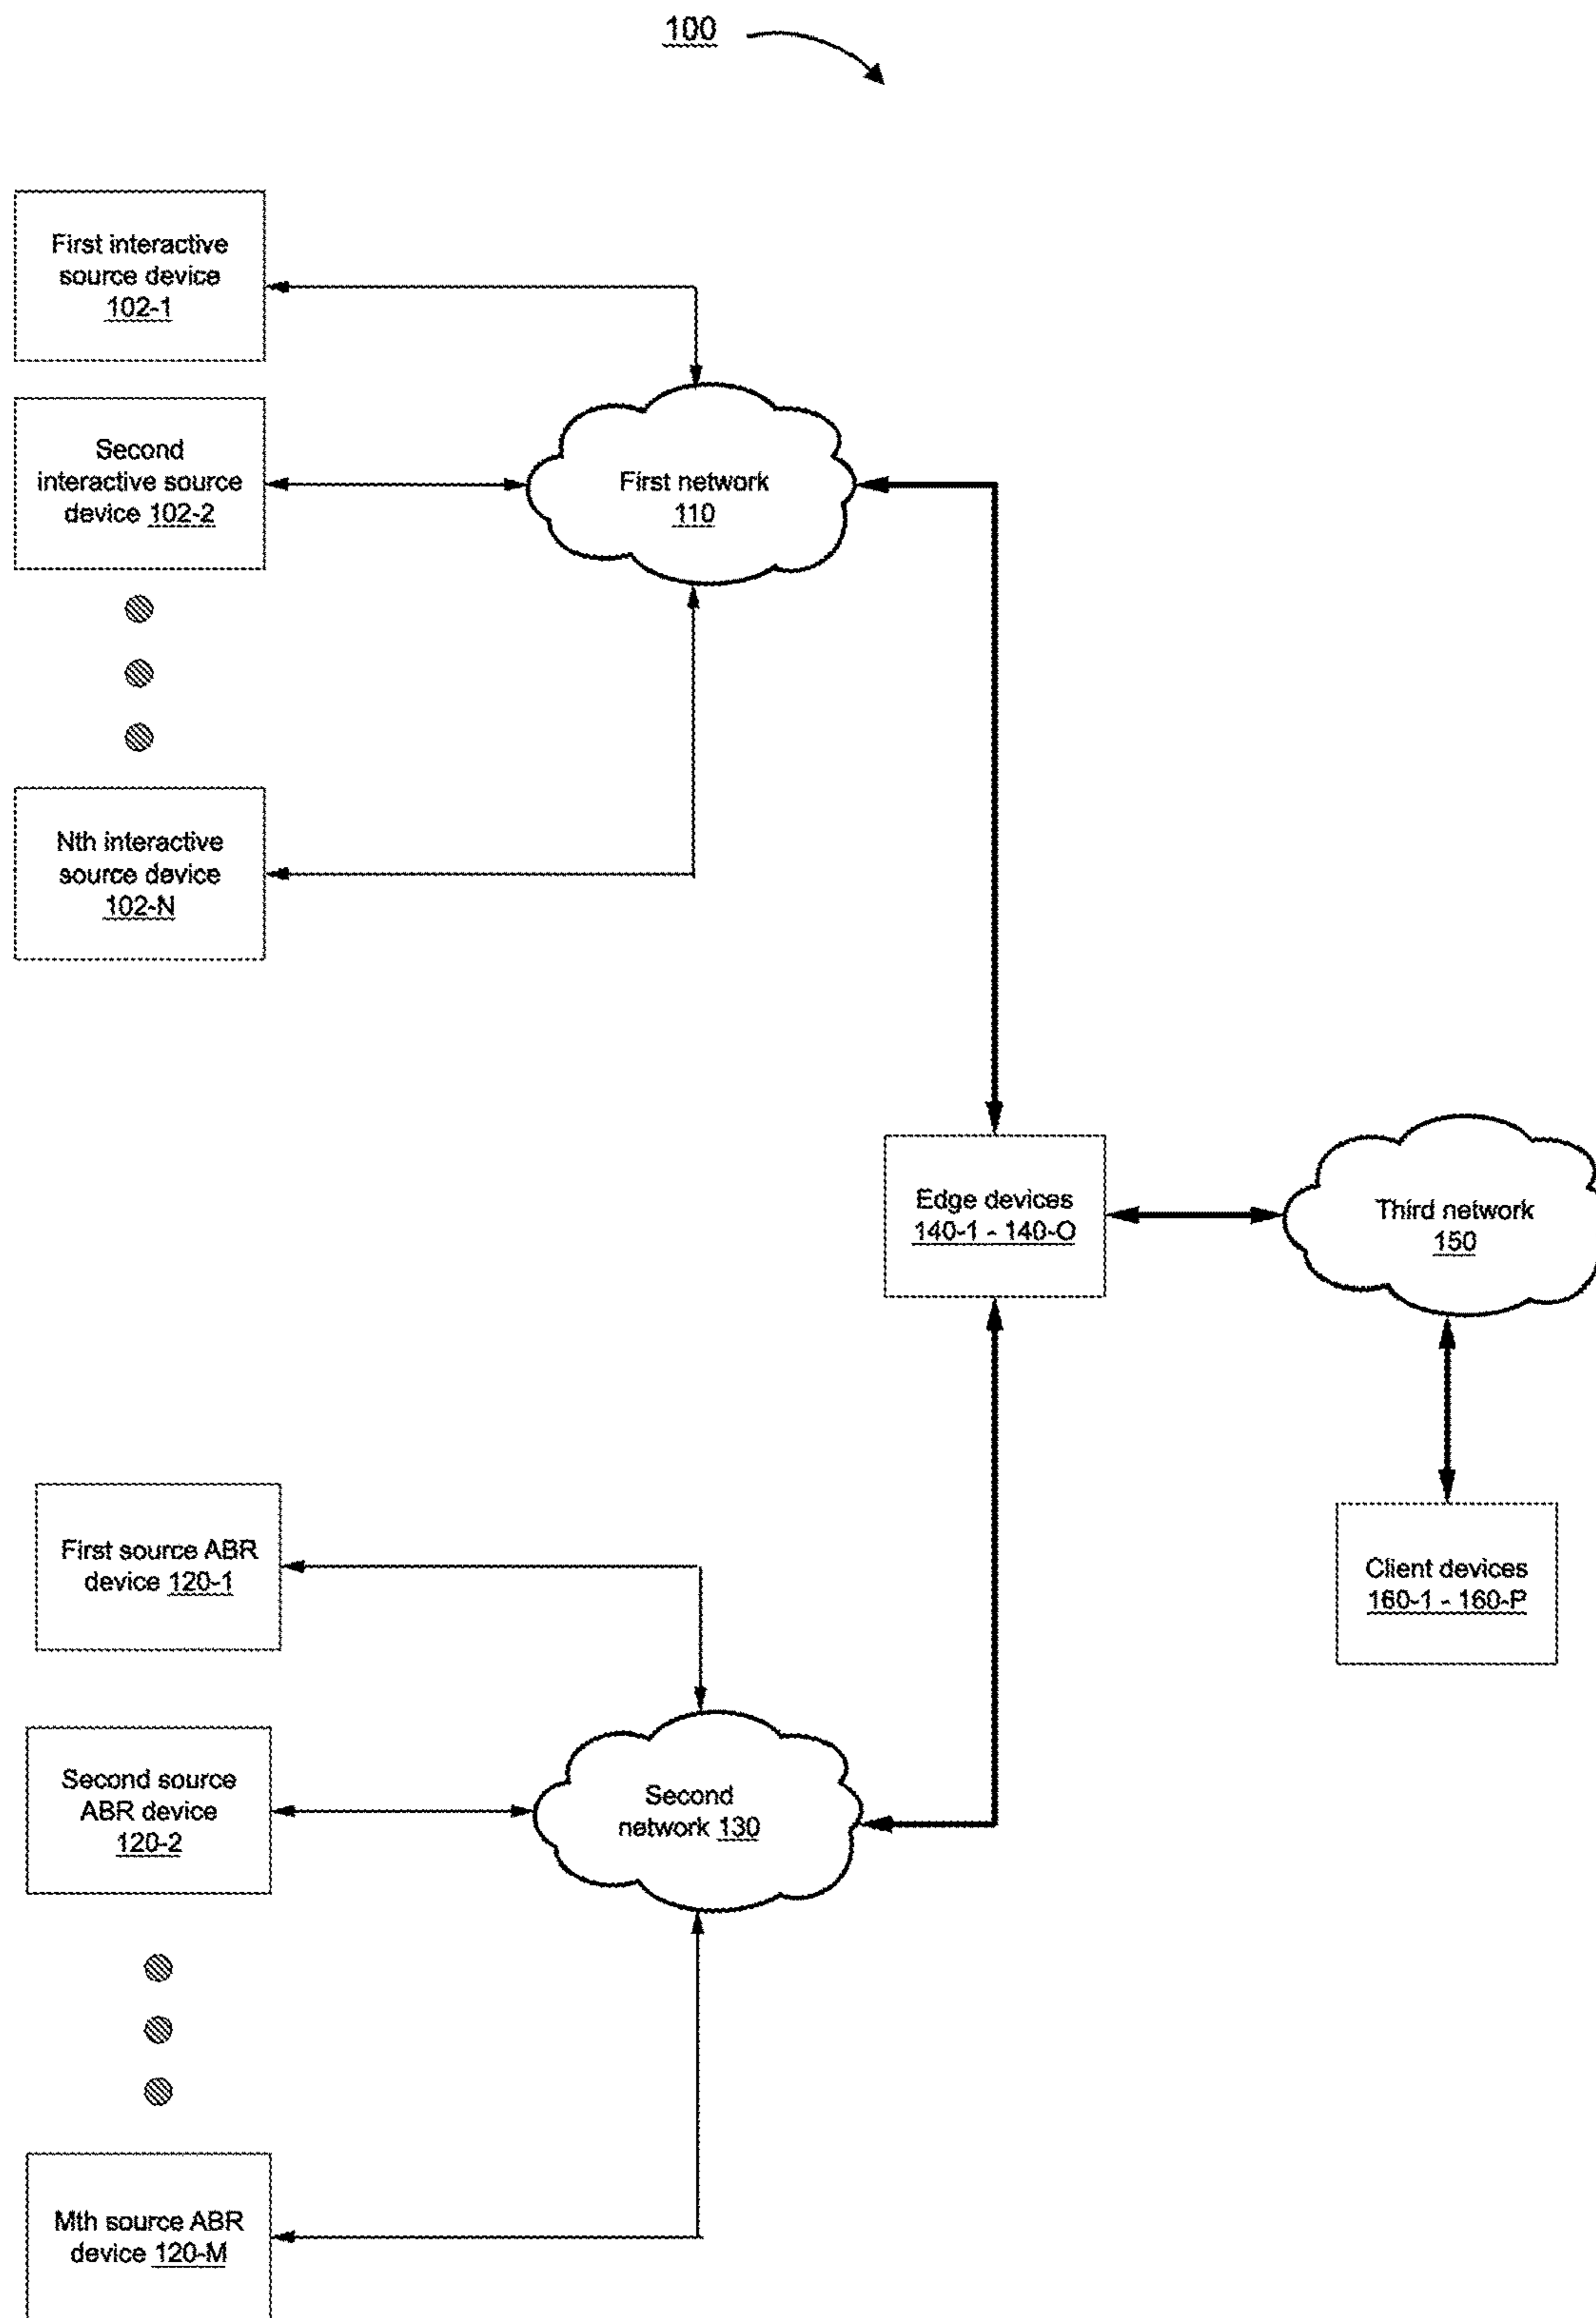 100
First interactive
source device
102-1
Second
interactive source
device 102-2
First network
110
Nth interactive
source device
102-N
Edge devices
140-1 - 140-O
Third network
150
First source ABR
device 120-1
Client devices
160-1 - 160-P
Second source
ABR device
120-2
Second
network 130
Mth source ABR
device 120-M